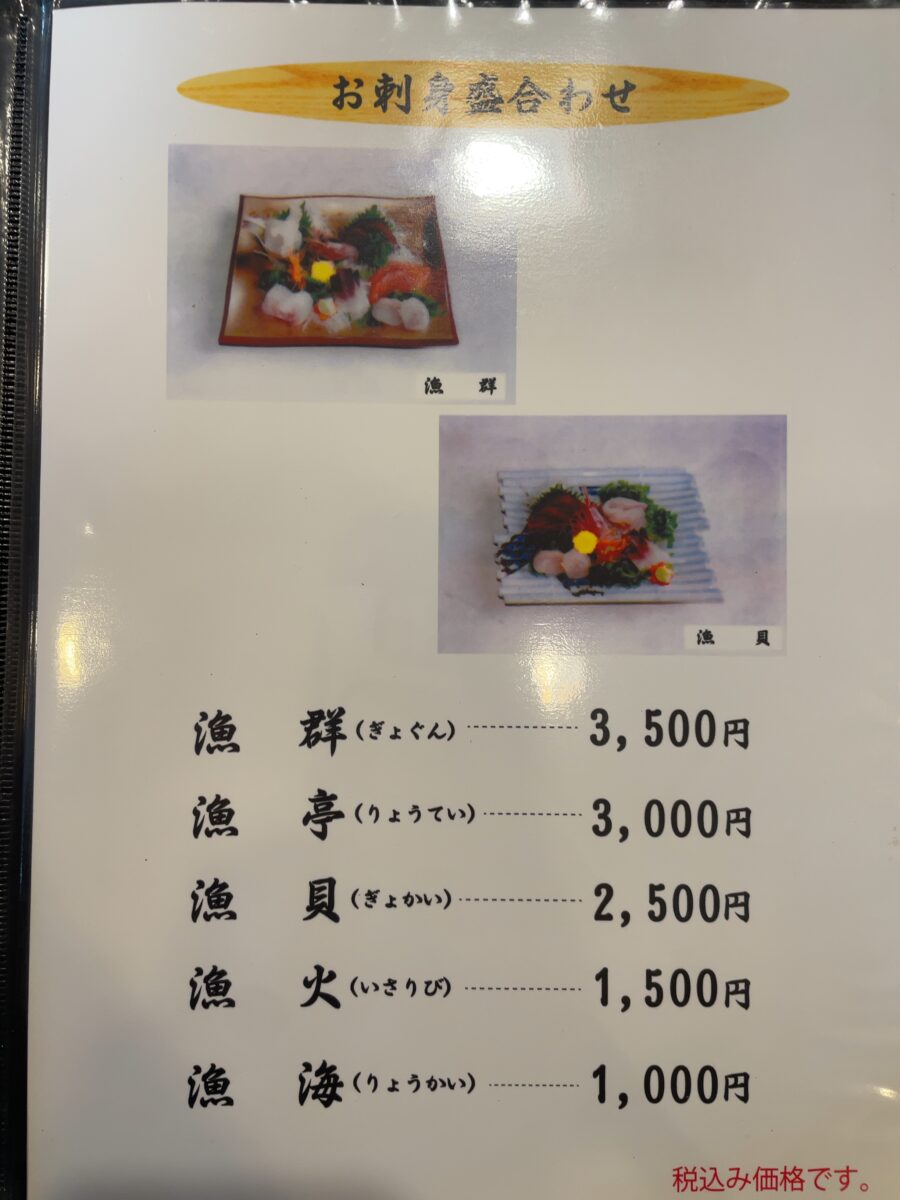 お刺身盛合わせ
漁 群
漁 貝
漁 群(ぎょぐん) 3,500円
漁 亭(りょうてい) 3,000円
漁 貝(ぎょかい) 2,500円
漁 火(いさりび) 1,500円
漁 海(りょうかい) 1,000円
税込み価格です。